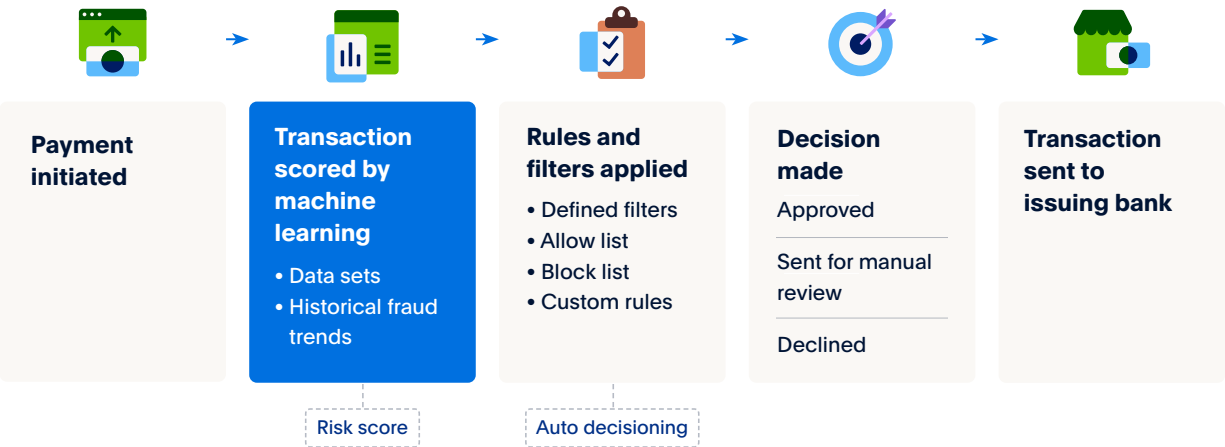 Payment
initiated
Transaction
scored by
machine
learning
• Data sets
• Historical fraud
trends
Rules and
filters applied
• Defined filters
• Allow list
• Block list
• Custom rules
Decision
made
Approved
Sent for manual
review
Declined
Transaction
sent to
issuing bank
Risk score
Auto decisioning